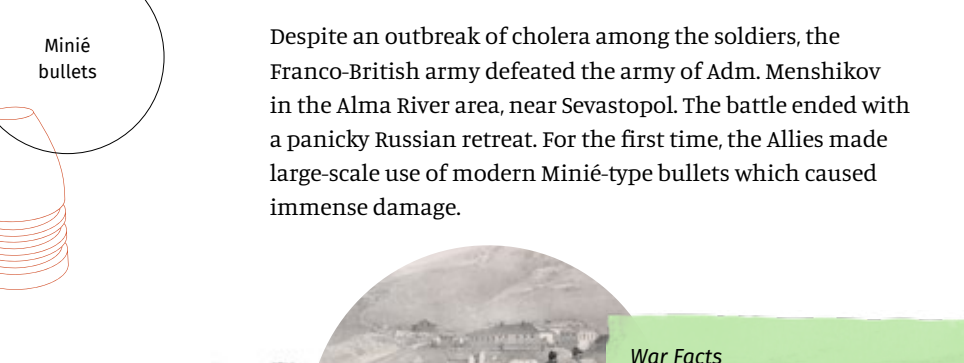 Minié
bullets
Despite an outbreak of cholera among the soldiers, the
Franco-British army defeated the army of Adm. Menshikov
in the Alma River area, near Sevastopol. The battle ended with
a panicky Russian retreat. For the first time, the Allies made
large-scale use of modern Minié-type bullets which caused
immense damage.
War Facts